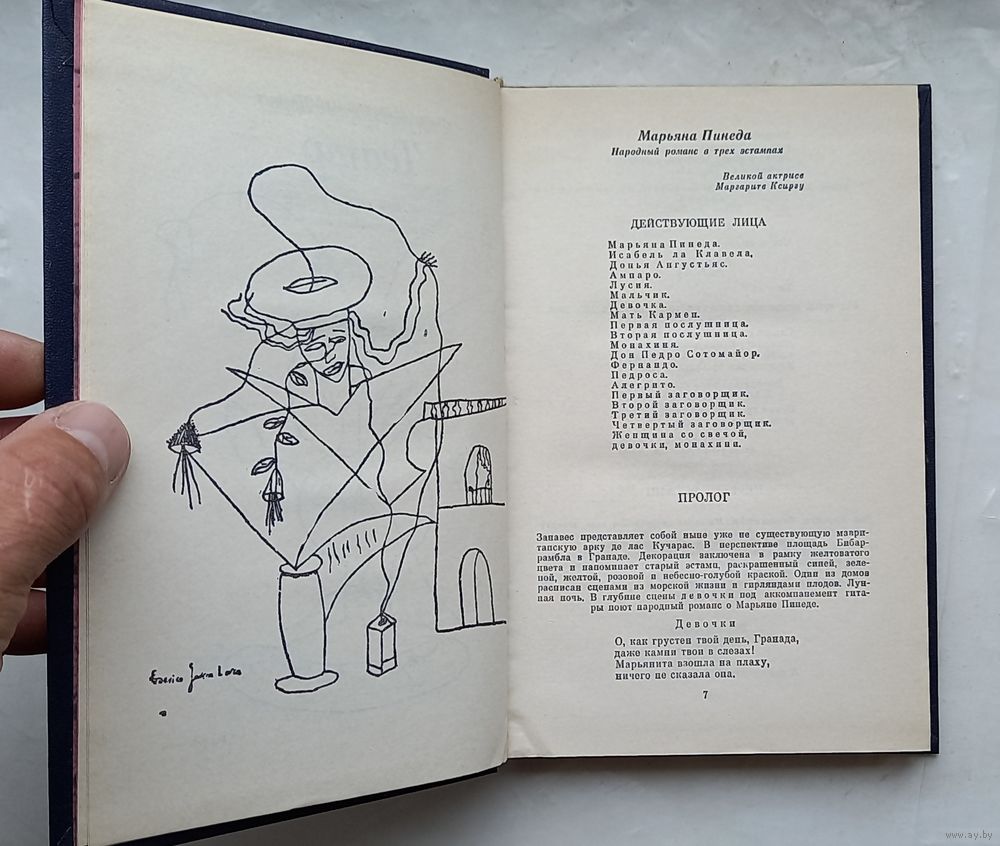 Federico García Lorca
Марьяна Пинеда
Народный романс в трех эстампах
Великой актрисе
Маргарите Ксиргу
ДЕЙСТВУЮЩИЕ ЛИЦА
Марьяна Пинеда.
Исабель ла Клавела.
Донья Ангустьяс.
Ампаро.
Лусия.
Мальчик.
Девочка.
Мать Кармен.
Первая послушница.
Вторая послушница.
Монахиня.
Дон Педро Сотомайор.
Фернандо.
Педроса.
Алегрито.
Первый заговорщик.
Второй заговорщик.
Третий заговорщик.
Четвертый заговорщик.
Женщина со свечой,
девочки, монахини.
ПРОЛОГ
Занавес представляет собой ныне уже не существующую маври-
танскую арку де лас Кучарас. В перспективе площадь Бибар-
рамбла в Гранаде. Декорация заключена в рамку желтоватого
цвета и напоминает старый эстамп, раскрашенный синей, зеле-
ной, желтой, розовой и небесно-голубой краской. Один из домов
расписан сценами из морской жизни и гирляндами плодов. Лун-
ная ночь. В глубине сцены девочки под аккомпанемент гита-
ры поют народный романс о Марьяне Пинеде.
Девочки
О, как грустен твой день, Гранада,
даже камни твои в слезах!
Марьянита взошла на плаху,
ничего не сказала она.
7
www.ay.by